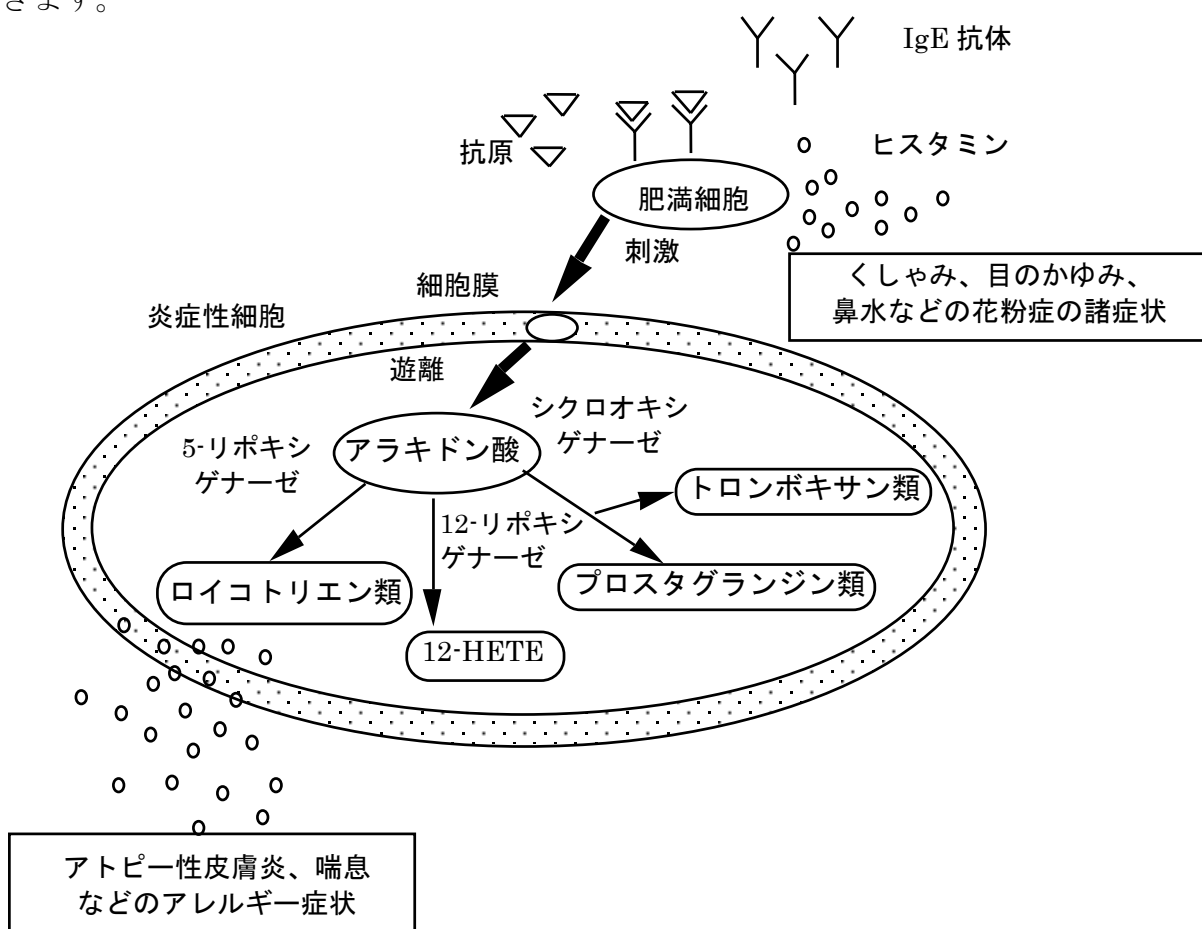 きます。
IgE 抗体
抗原
ヒスタミン
肥満細胞
刺激
くしゃみ、目のかゆみ、
鼻水などの花粉症の諸症状
細胞膜
炎症性細胞
遊離
シクロオキシ
ゲナーゼ
5-リポキシ
ゲナーゼ
アラキドン酸
トロンボキサン類
12-リポキシ
ゲナーゼ
ロイコトリエン類
プロスタグランジン類
12-HETE
アトピー性皮膚炎、喘息
などのアレルギー症状